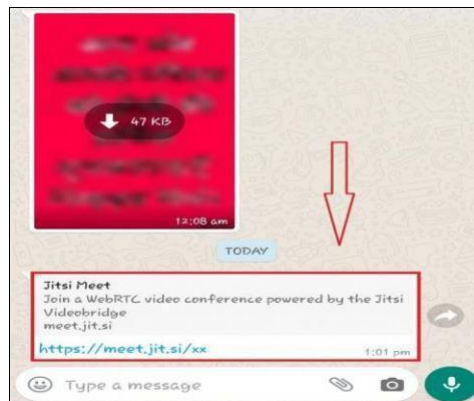 47 KB
12:08 am
TODAY
Jitsi Meet
Join a WebRTC video conference powered by the Jitsi
Videobridge
meet.jit.si
https://meet.jit.si/xx
1:01 pm
Type a message